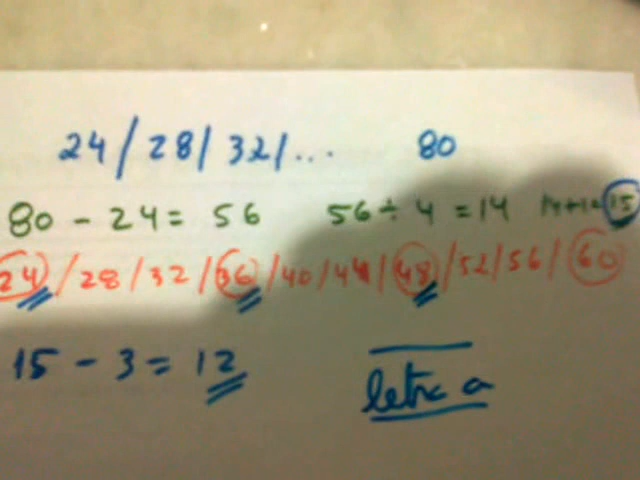 24 / 28 / 32 / ... 80
80 - 24 = 56 56 ÷ 4 = 14 14+1= 15
24 / 28 / 32 / 36 / 40 / 44 / 48 / 52 / 56 / 60
15 - 3 = 12 letra a